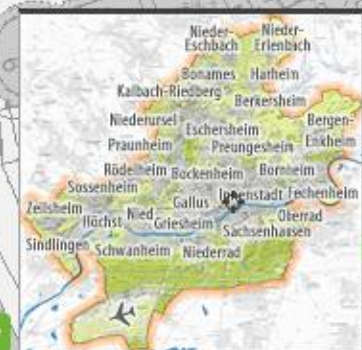 Nieder-
Eschbach
Nieder-
Erlenbach
Bonames
Harheim
Kalbach-Riedberg
Berkersheim
Niederursel
Eschersheim
Bergen-
Enkheim
Praunheim
Preungesheim
Rödelheim
Bockenheim
Bornheim
Sossenheim
Innenstadt
Fechenheim
Zeilsheim
Gallus
Höchst
Nied
Griesheim
Oberrad
Sachsenhausen
Sindlingen
Schwanheim
Niederrad